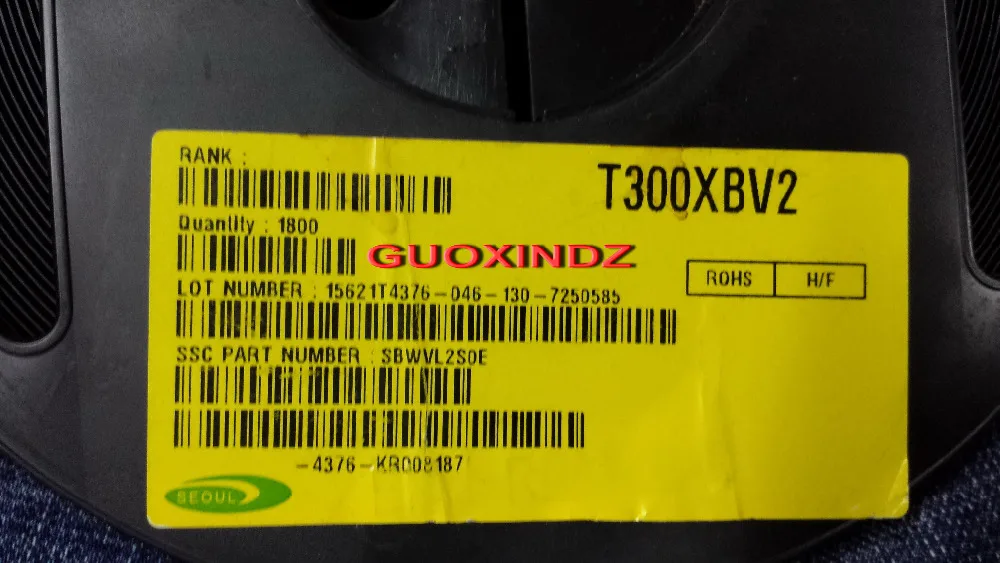 RANK :
T300XBV2
Quantity : 1800
GUOXINDZ
ROHS H/F
LOT NUMBER : 15621T4376-046-130-7250585
SSC PART NUMBER : SBWVL2S0E
-4376-KR008187
SEOUL